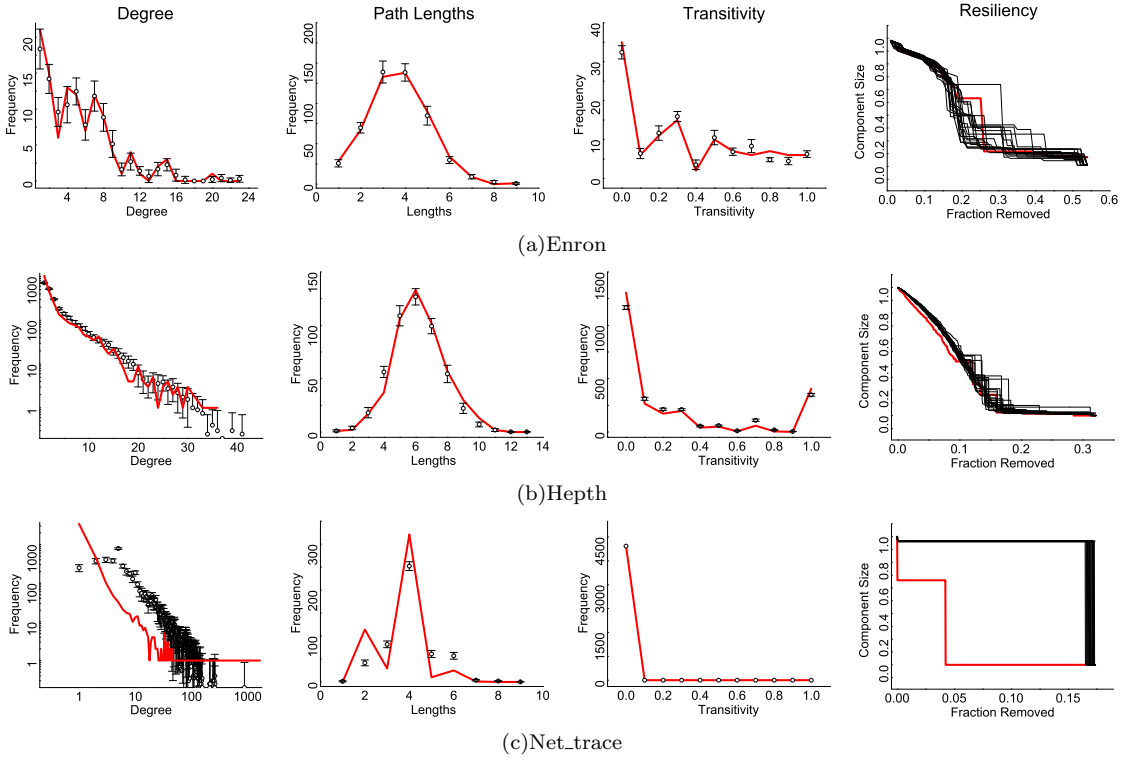 Degree Path Lengths Transitivity Resiliency
Frequency
0 5 10 15 20
4 8 12 16 20 24
Degree
Frequency
0 50 100 150 200
0 2 4 6 8 10
Lengths
Frequency
0 10 20 30 40
0.0 0.2 0.4 0.6 0.8 1.0
Transitivity
Component Size
0.0 0.2 0.4 0.6 0.8 1.0
0.0 0.1 0.2 0.3 0.4 0.5 0.6
Fraction Removed
(a)Enron
Frequency
1 10 100 1000
10 20 30 40
Degree
Frequency
0 50 100 150
0 2 4 6 8 10 12 14
Lengths
Frequency
0 500 1000 1500
0.0 0.2 0.4 0.6 0.8 1.0
Transitivity
Component Size
0.0 0.2 0.4 0.6 0.8 1.0
0.0 0.1 0.2 0.3
Fraction Removed
(b)Hepth
Frequency
1 10 100 1000
1 10 100 1000
Degree
Frequency
0 100 200 300
0 2 4 6 8 10
Lengths
Frequency
0 1500 3000 4500
0.0 0.2 0.4 0.6 0.8 1.0
Transitivity
Component Size
0.0 0.2 0.4 0.6 0.8 1.0
0.00 0.05 0.10 0.15
Fraction Removed
(c)Net_trace